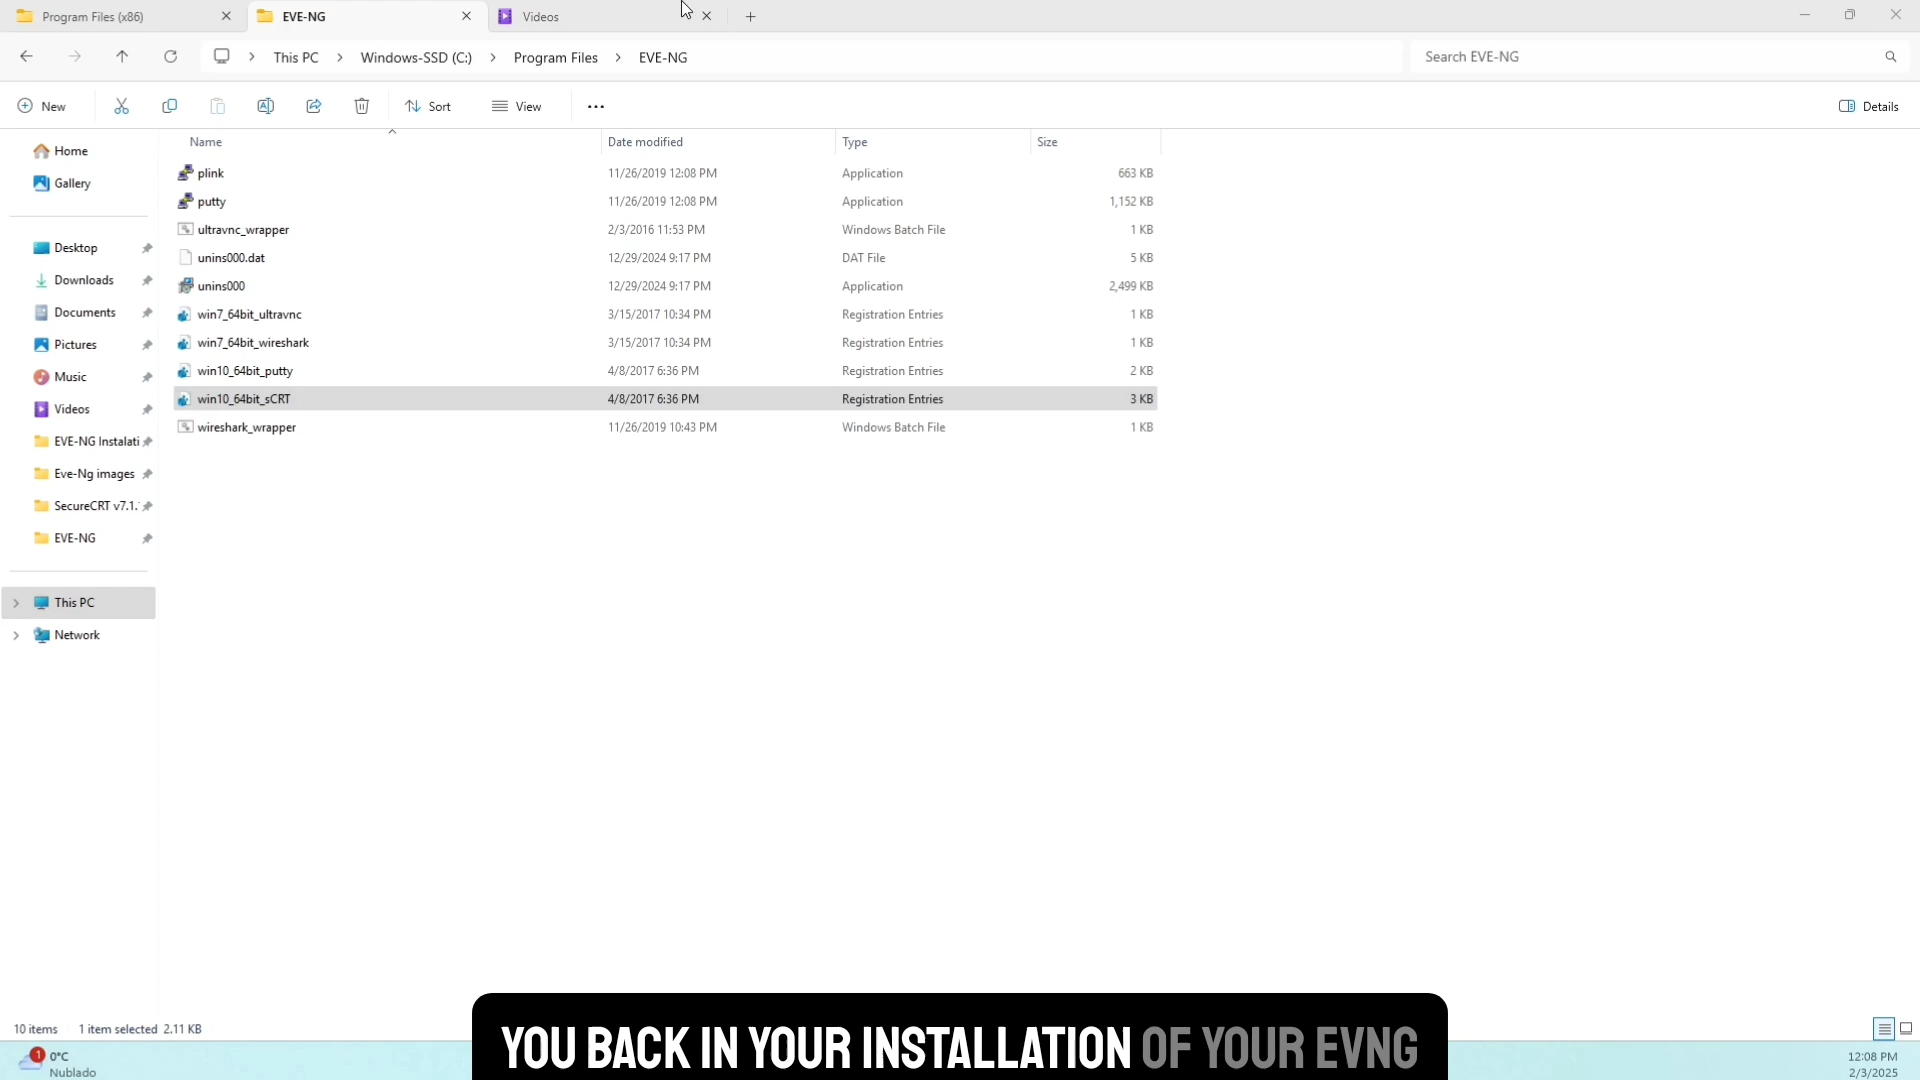 Program Files (x86)
EVE-NG
Videos
This PC > Windows-SSD (C:) > Program Files > EVE-NG
Search EVE-NG
New
Sort
View
Details
Name Date modified Type Size
Home
Gallery
Desktop
Downloads
Documents
Pictures
Music
Videos
EVE-NG Instalati
Eve-Ng images
SecureCRT v7.1.
EVE-NG
This PC
Network
plink 11/26/2019 12:08 PM Application 663 KB
putty 11/26/2019 12:08 PM Application 1,152 KB
ultravnc_wrapper 2/3/2016 11:53 PM Windows Batch File 1 KB
unins000.dat 12/29/2024 9:17 PM DAT File 5 KB
unins000 12/29/2024 9:17 PM Application 2,499 KB
win7_64bit_ultravnc 3/15/2017 10:34 PM Registration Entries 1 KB
win7_64bit_wireshark 3/15/2017 10:34 PM Registration Entries 1 KB
win10_64bit_putty 4/8/2017 6:36 PM Registration Entries 2 KB
win10_64bit_sCRT 4/8/2017 6:36 PM Registration Entries 3 KB
wireshark_wrapper 11/26/2019 10:43 PM Windows Batch File 1 KB
10 items 1 item selected 2.11 KB
YOU BACK IN YOUR INSTALLATION OF YOUR EVNG
1
0°C
Nublado
12:08 PM
2/3/2025